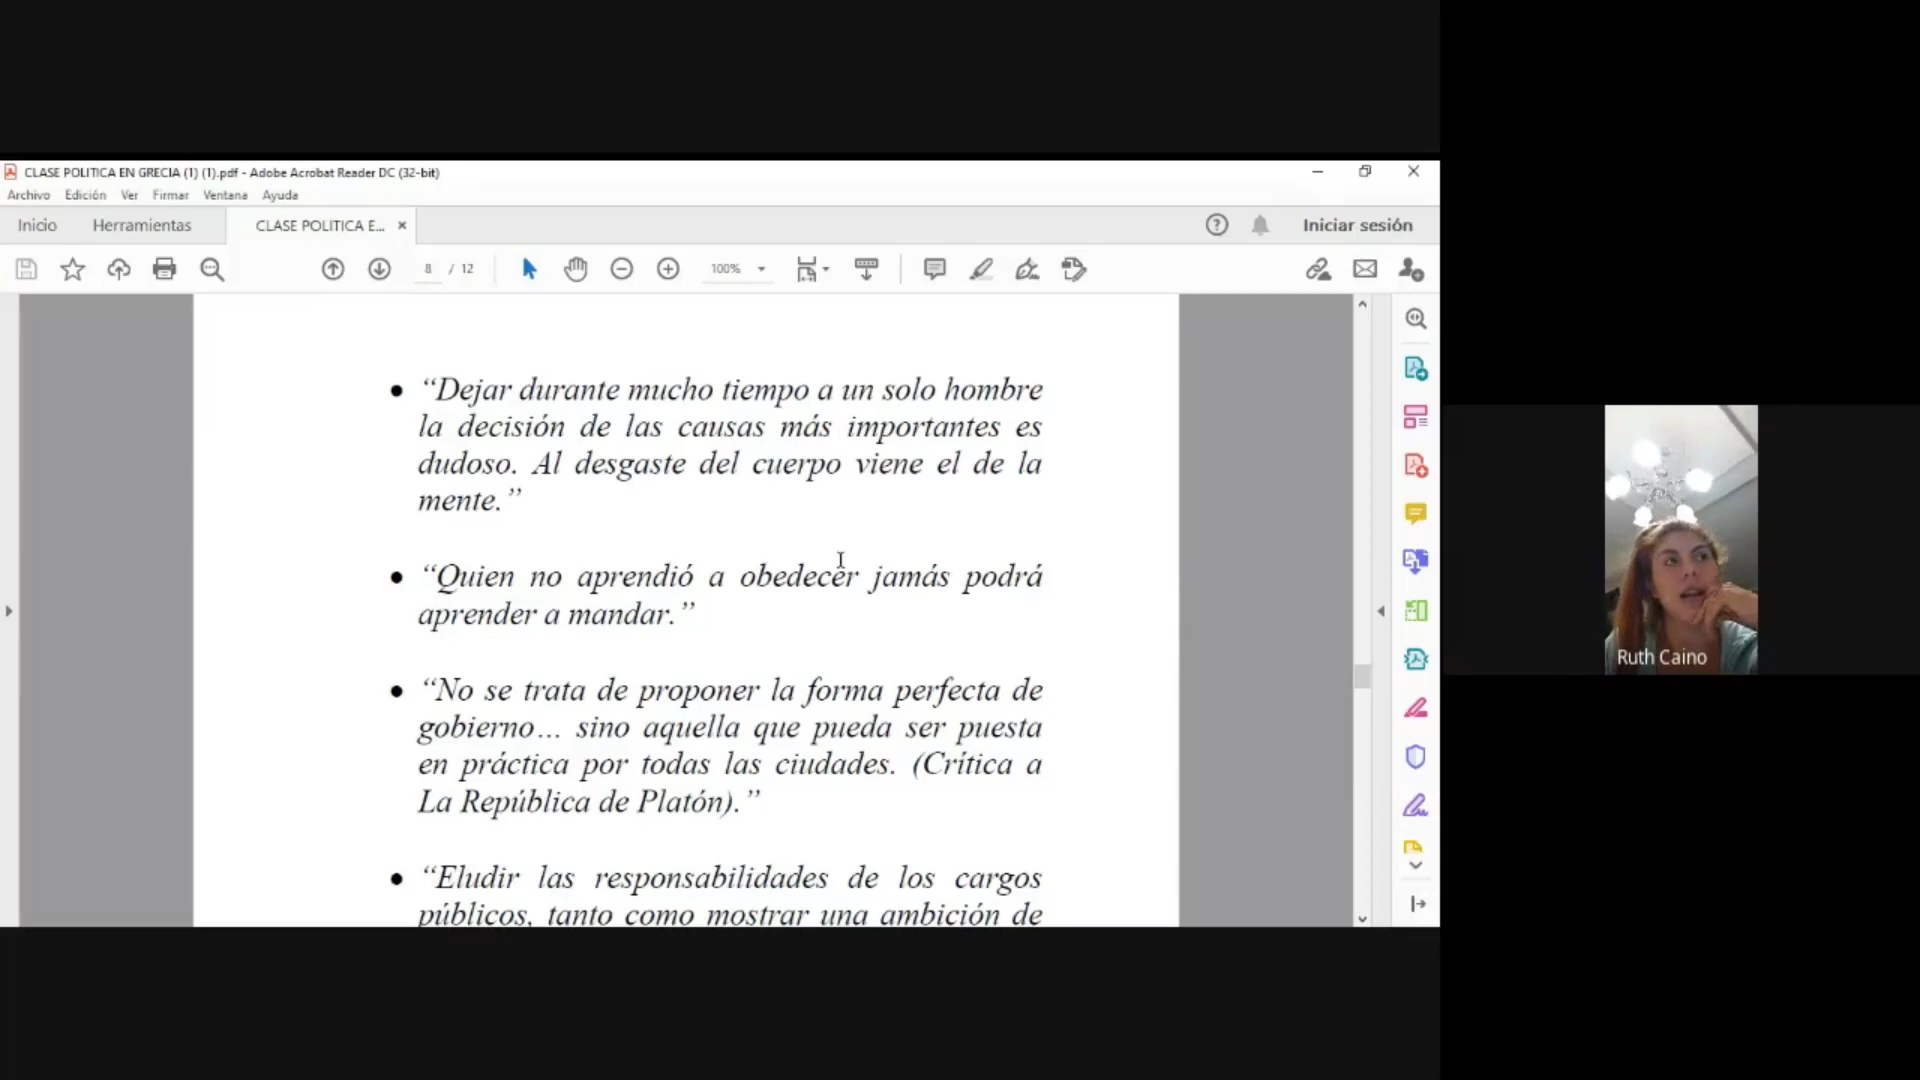 CLASE POLITICA EN GRECIA (1) (1).pdf - Adobe Acrobat Reader DC (32-bit)
Archivo Edición Ver Firmar Ventana Ayuda
Inicio Herramientas CLASE POLITICA E... Iniciar sesión
8 / 12 100%
• “Dejar durante mucho tiempo a un solo hombre
la decisión de las causas más importantes es
dudoso. Al desgaste del cuerpo viene el de la
mente.”
• “Quien no aprendió a obedecer jamás podrá
aprender a mandar.”
• “No se trata de proponer la forma perfecta de
gobierno… sino aquella que pueda ser puesta
en práctica por todas las ciudades. (Crítica a
La República de Platón).”
• “Eludir las responsabilidades de los cargos
públicos, tanto como mostrar una ambición de
Ruth Caino